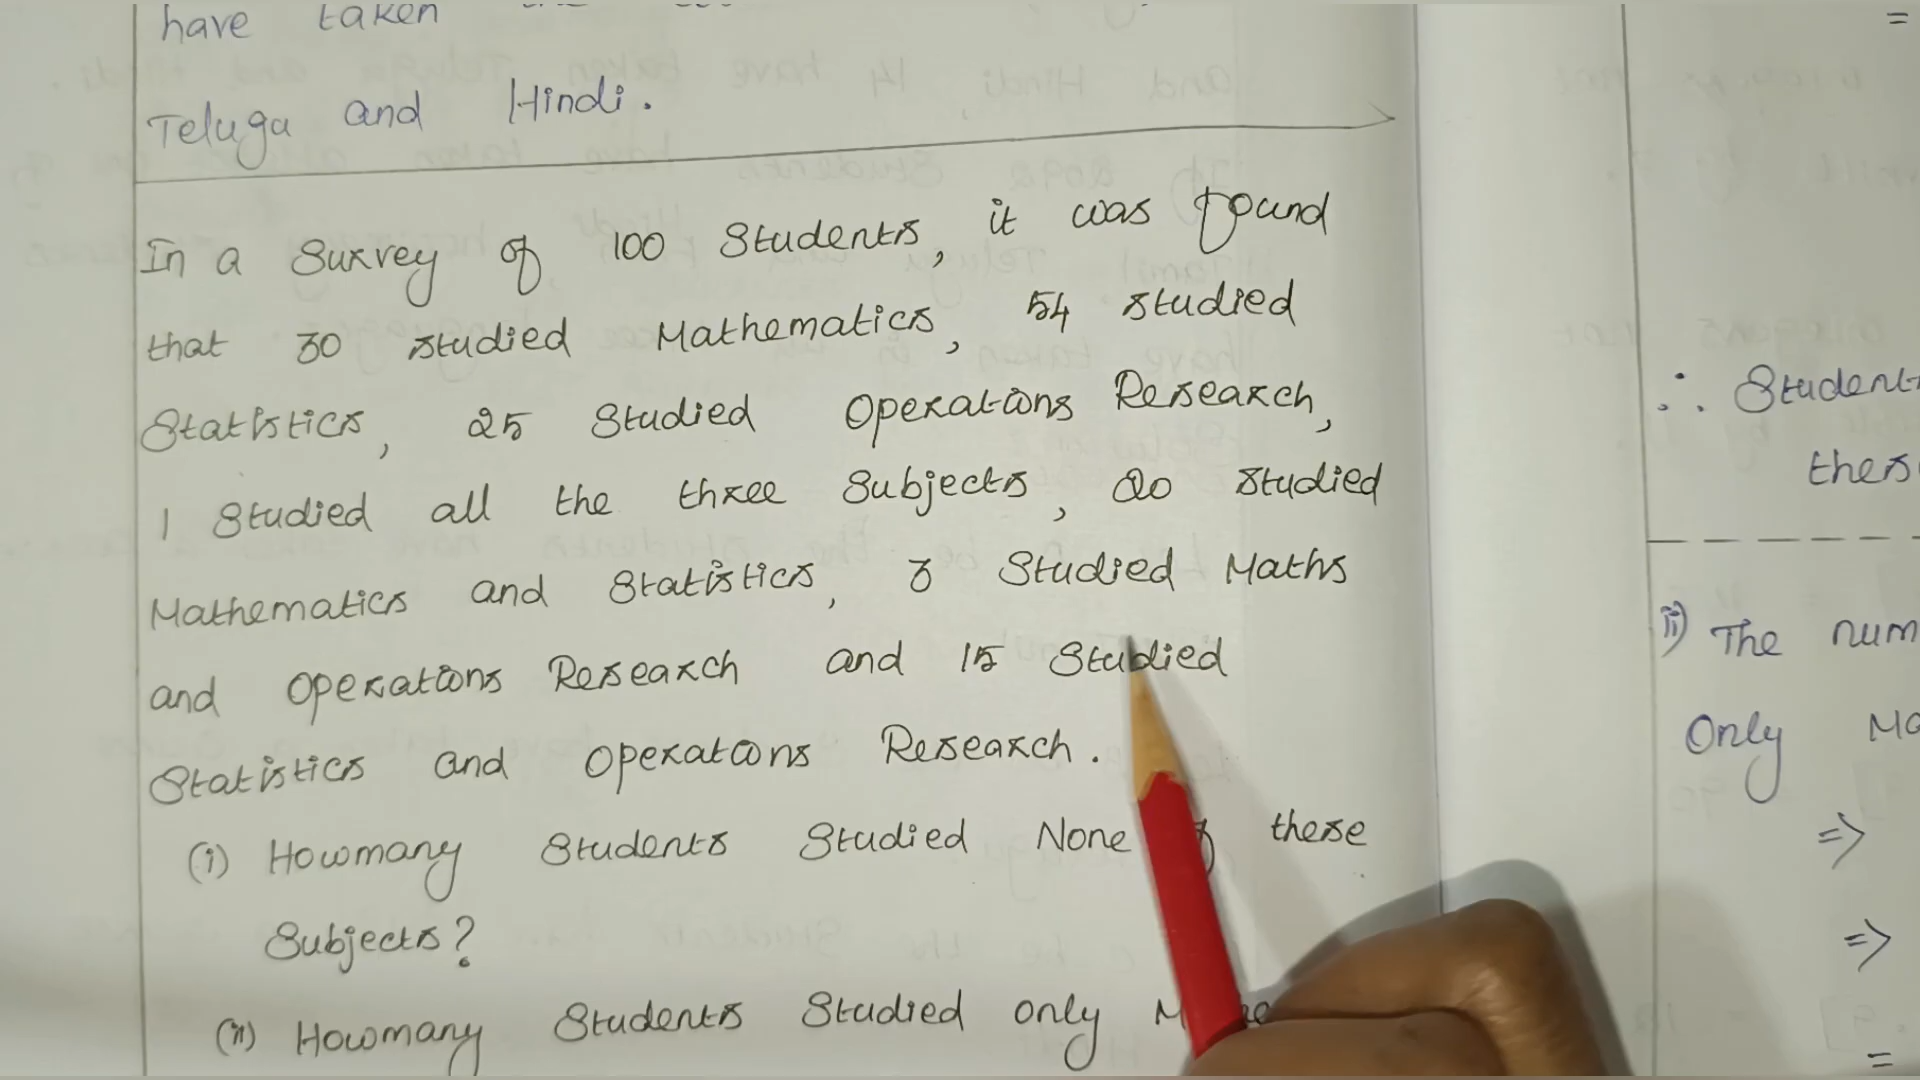 have taken
Teluga and Hindi.
In a Survey of 100 Students, it was found
that 30 studied Mathematics, 54 studied
Statistics, 25 Studied Operations Research,
1 Studied all the three Subjects, 20 Studied
Mathematics and Statistics, 3 Studied Maths
and Operations Research and 15 Studied
Statistics and Operations Research.
(i) Howmany Students Studied None these
Subjects?
(ii) Howmany Students Studied only
=
∴ Student
thes
ii) The num
Only Ma
=>
=>
=